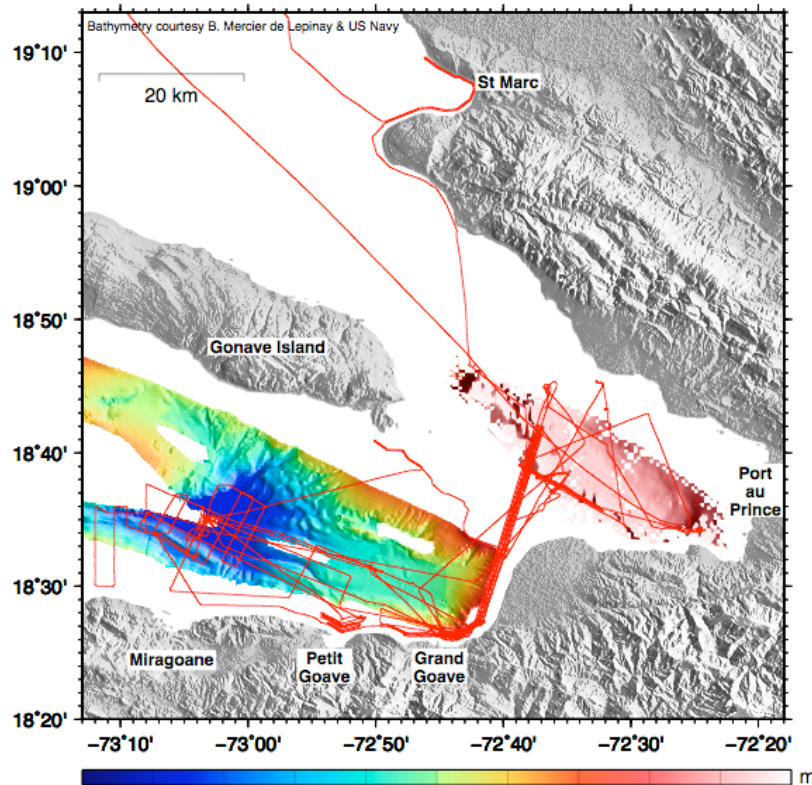 Bathymetry courtesy B. Mercier de Lepinay & US Navy
19°10'
20 km
St Marc
19°00'
18°50'
Gonave Island
18°40'
Port
au
Prince
18°30'
Miragoane
Petit
Goave
Grand
Goave
18°20'
−73°10' −73°00' −72°50' −72°40' −72°30' −72°20'
m